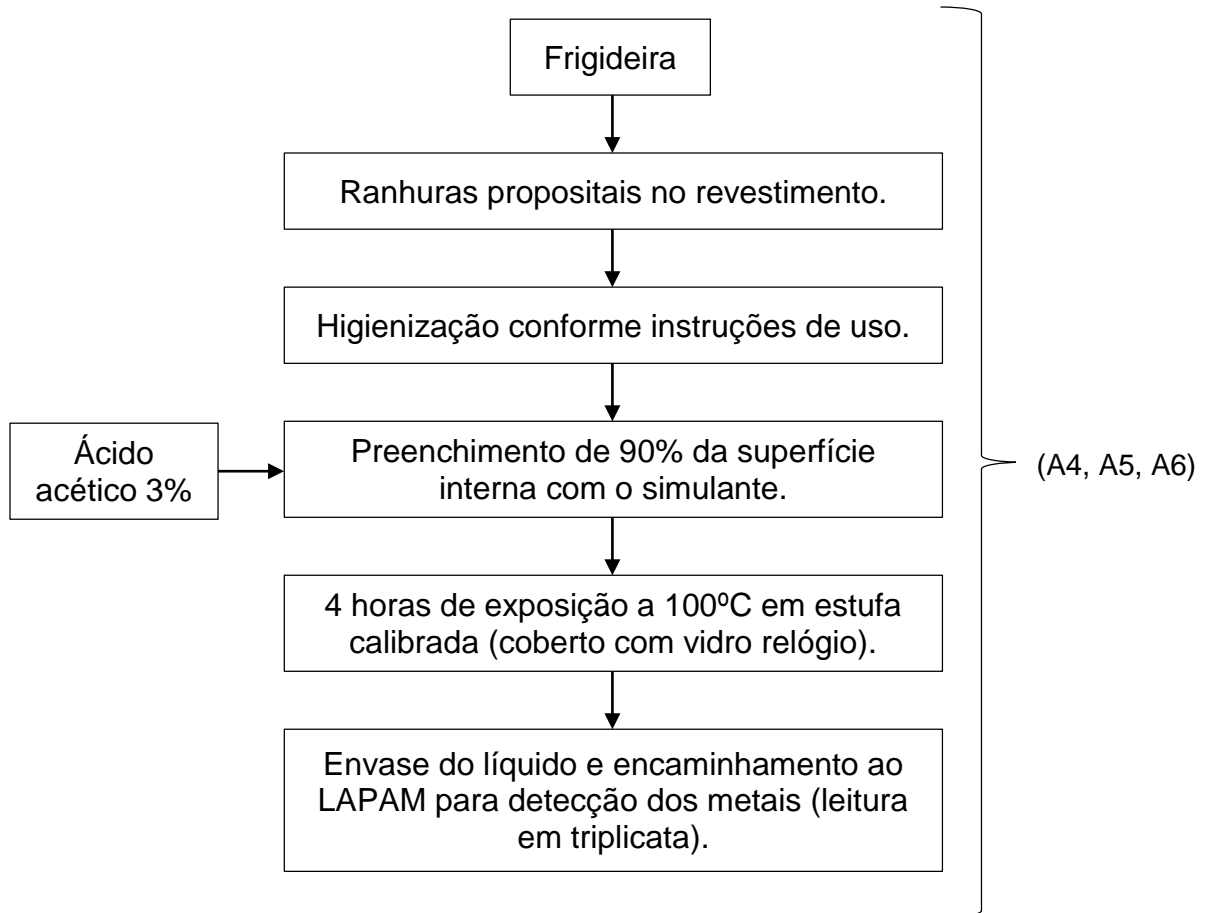 Frigideira
Ranhuras propositais no revestimento.
Higienização conforme instruções de uso.
Ácido
acético 3%
Preenchimento de 90% da superfície
interna com o simulante.
(A4, A5, A6)
4 horas de exposição a 100ºC em estufa
calibrada (coberto com vidro relógio).
Envase do líquido e encaminhamento ao
LAPAM para detecção dos metais (leitura
em triplicata).